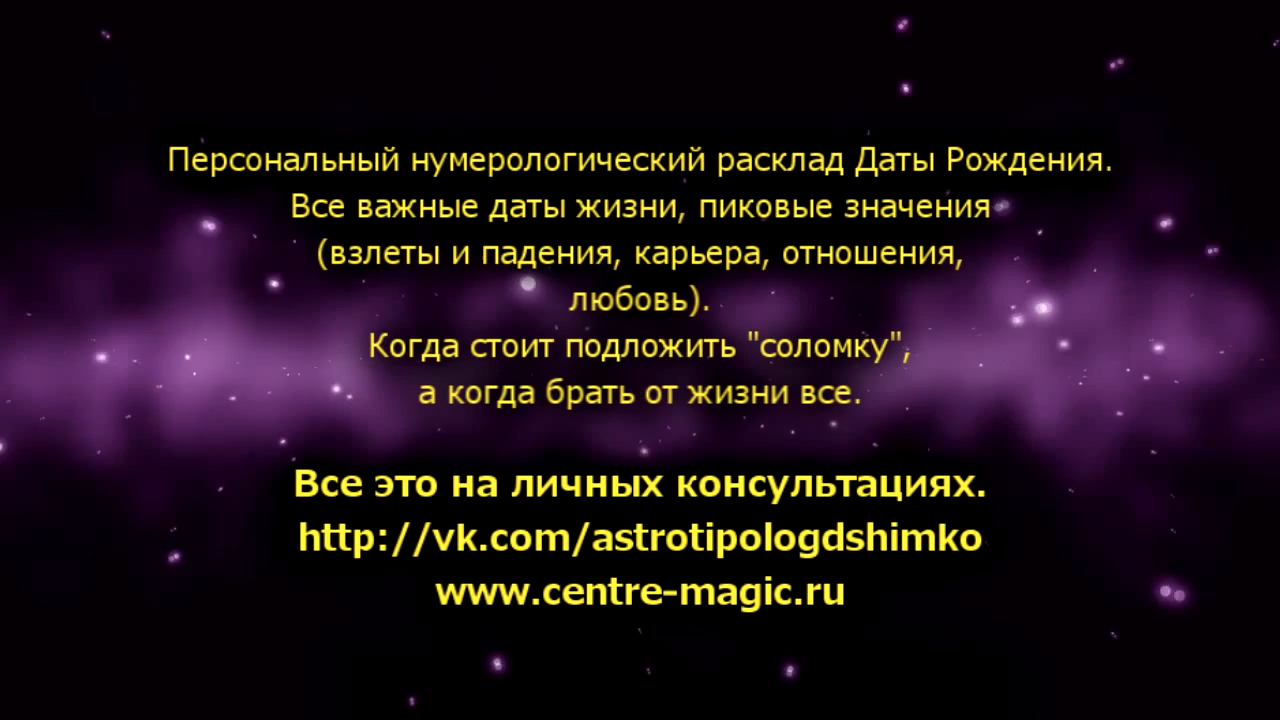 Персональный нумерологический расклад Даты Рождения.
Все важные даты жизни, пиковые значения
(взлеты и падения, карьера, отношения,
любовь).
Когда стоит подложить "соломку",
а когда брать от жизни все.
Все это на личных консультациях.
http://vk.com/astrotipologdshimko
www.centre-magic.ru